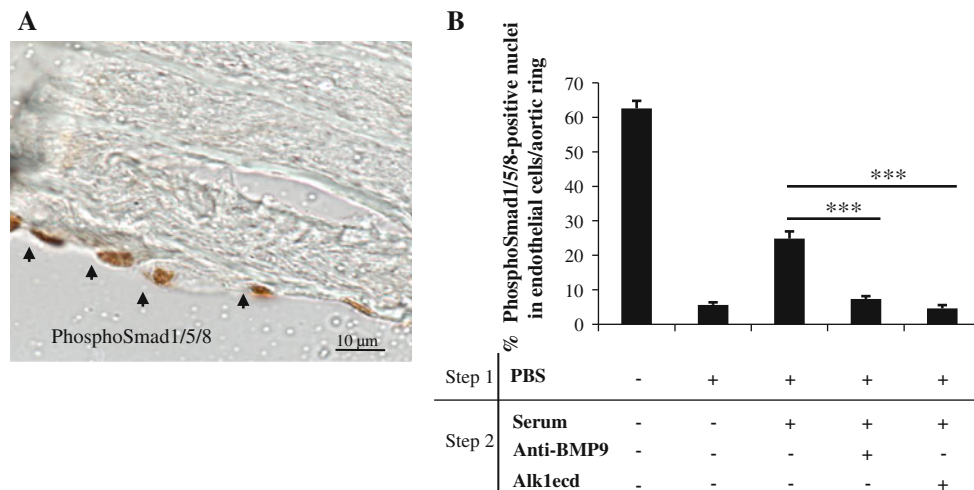 A
PhosphoSmad1/5/8
10 µm
B
% PhosphoSmad1/5/8-positive nuclei
in endothelial cells/aortic ring
70
60
50
40
30
20
10
0
***
***
Step 1 PBS - + + + +
Step 2
Serum - - + + +
Anti-BMP9 - - - + -
Alk1ecd - - - - +